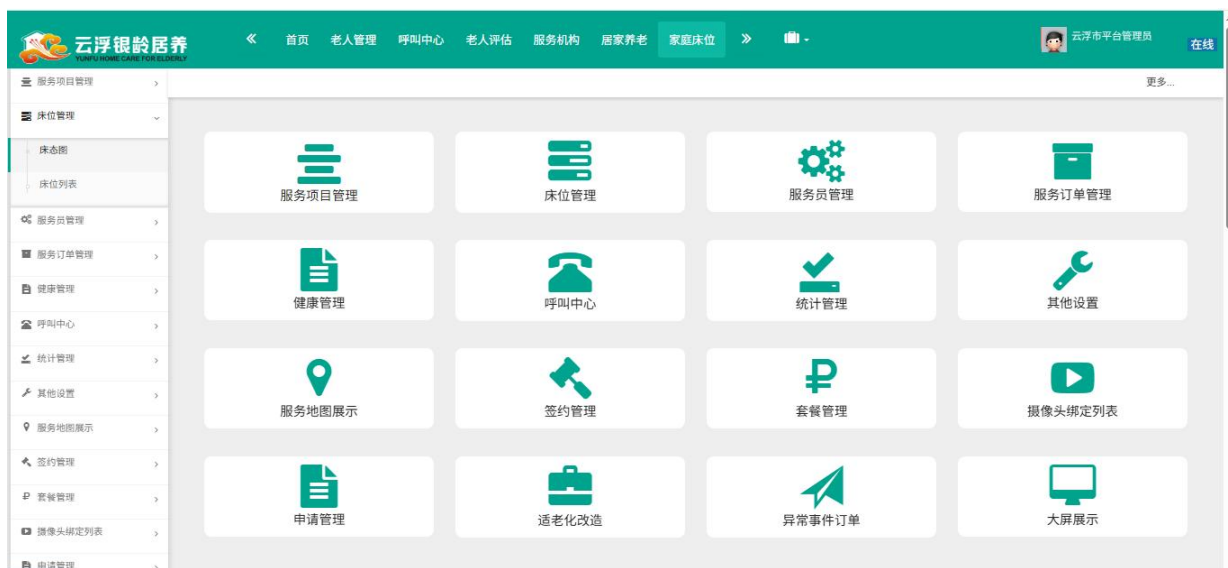 云浮银龄居养
YUNFU HOME CARE FOR ELDERLY
首页 老人管理 呼叫中心 老人评估 服务机构 居家养老 家庭床位
云浮市平台管理员
在线
更多...
服务项目管理
床位管理
床态图
床位列表
服务员管理
服务订单管理
健康管理
呼叫中心
统计管理
其他设置
服务地图展示
签约管理
套餐管理
摄像头绑定列表
申请管理
服务项目管理 床位管理 服务员管理 服务订单管理
健康管理 呼叫中心 统计管理 其他设置
服务地图展示 签约管理 套餐管理 摄像头绑定列表
申请管理 适老化改造 异常事件订单 大屏展示